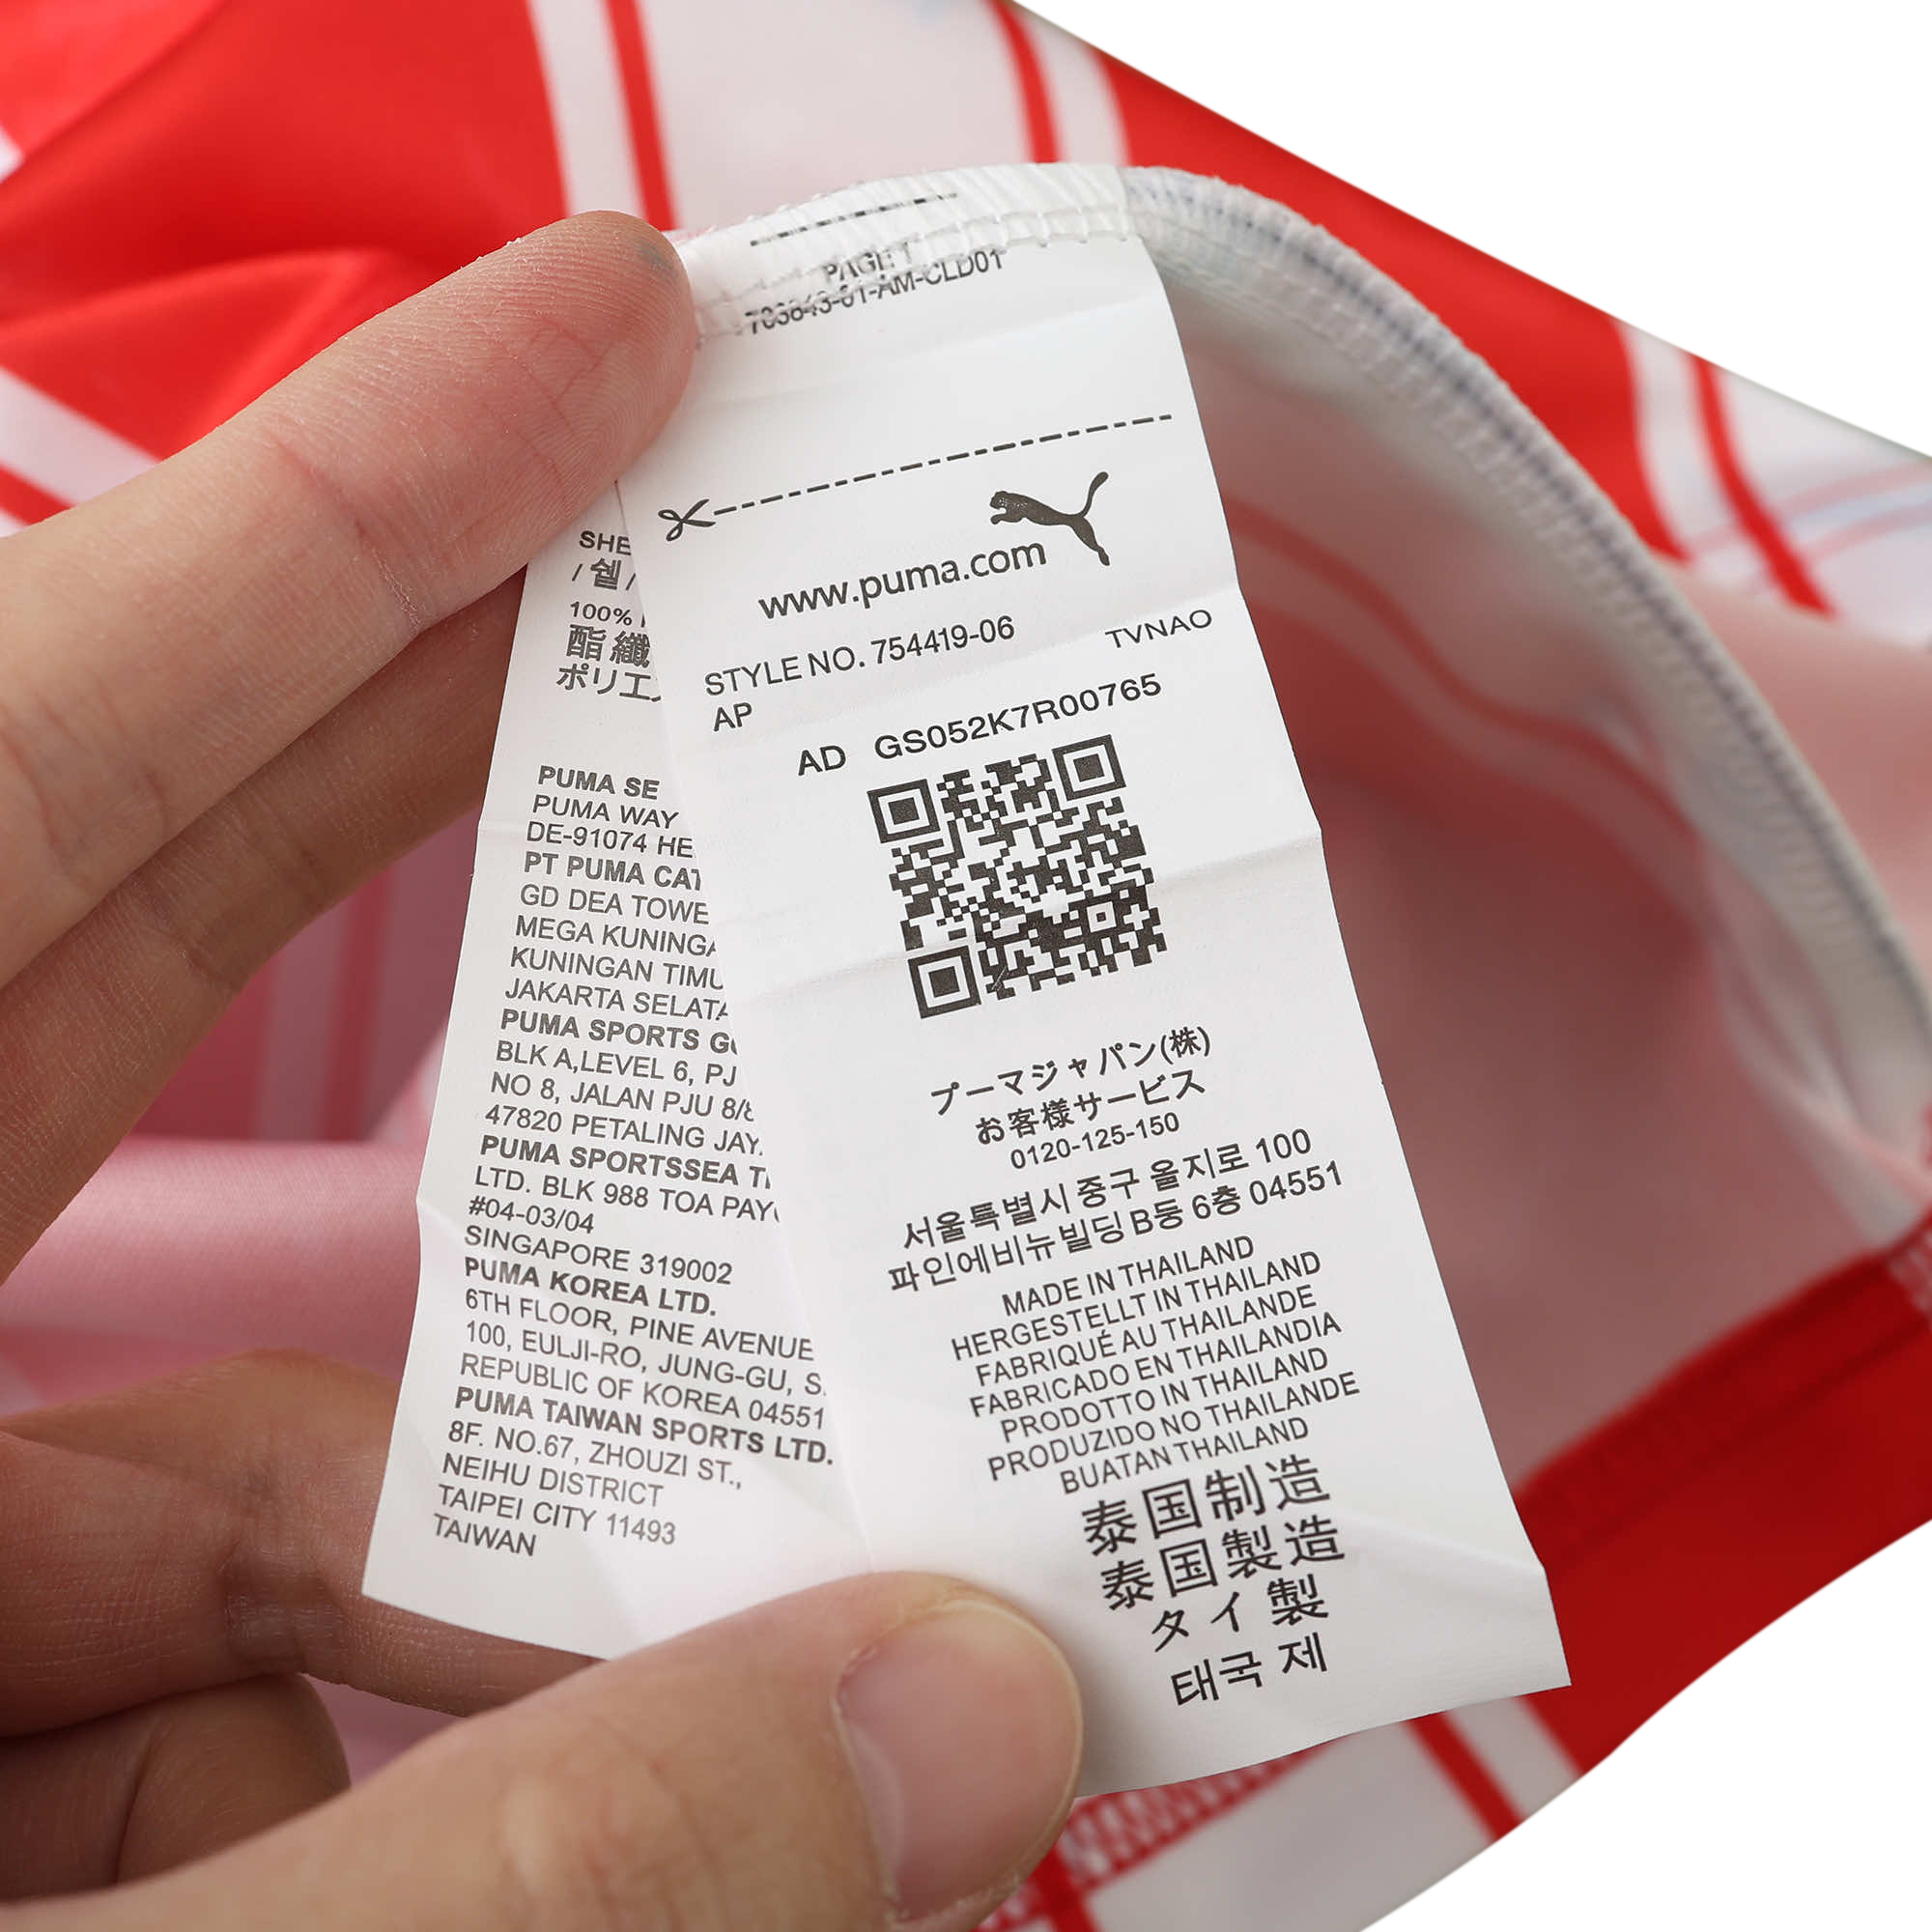 PAGE 1
706843-01-AM-CLD01
www.puma.com
STYLE NO. 754419-06 TVNAO
AP
AD GS052K7R00765
プーマジャパン(株)
お客様サービス
0120-125-150
서울특별시 중구 을지로 100
파인에비뉴빌딩 B동 6층 04551
MADE IN THAILAND
HERGESTELLT IN THAILAND
FABRIQUÉ AU THAILANDE
FABRICADO EN THAILANDIA
PRODOTTO IN THAILAND
PRODUZIDO NO THAILANDE
BUATAN THAILAND
泰国制造
泰国製造
タイ製
태국 제
SHE
/ 쉘 /
100%
酯 纖
ポリエ
PUMA SE
PUMA WAY
DE-91074 HE
PT PUMA CAT
GD DEA TOWE
MEGA KUNINGA
KUNINGAN TIMU
JAKARTA SELATA
PUMA SPORTS G
BLK A,LEVEL 6, PJ
NO 8, JALAN PJU 8/8
47820 PETALING JAY
PUMA SPORTSSEA T
LTD. BLK 988 TOA PAY
#04-03/04
SINGAPORE 319002
PUMA KOREA LTD.
6TH FLOOR, PINE AVENUE
100, EULJI-RO, JUNG-GU, S
REPUBLIC OF KOREA 04551
PUMA TAIWAN SPORTS LTD.
8F. NO.67, ZHOUZI ST.,
NEIHU DISTRICT
TAIPEI CITY 11493
TAIWAN